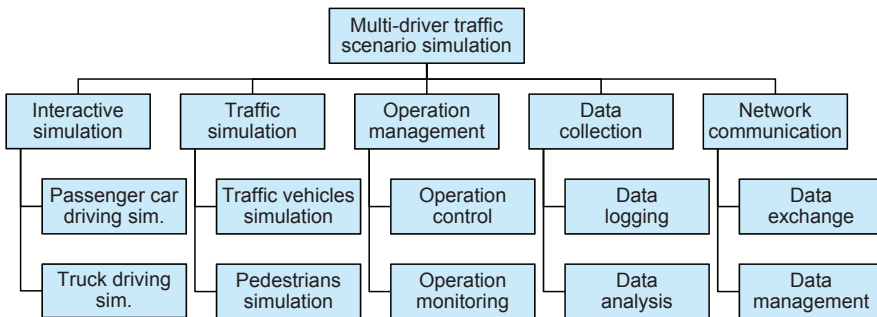 Multi-driver traffic
scenario simulation
Interactive
simulation
Traffic
simulation
Operation
management
Data
collection
Network
communication
Passenger car
driving sim.
Traffic vehicles
simulation
Operation
control
Data
logging
Data
exchange
Truck driving
sim.
Pedestrians
simulation
Operation
monitoring
Data
analysis
Data
management